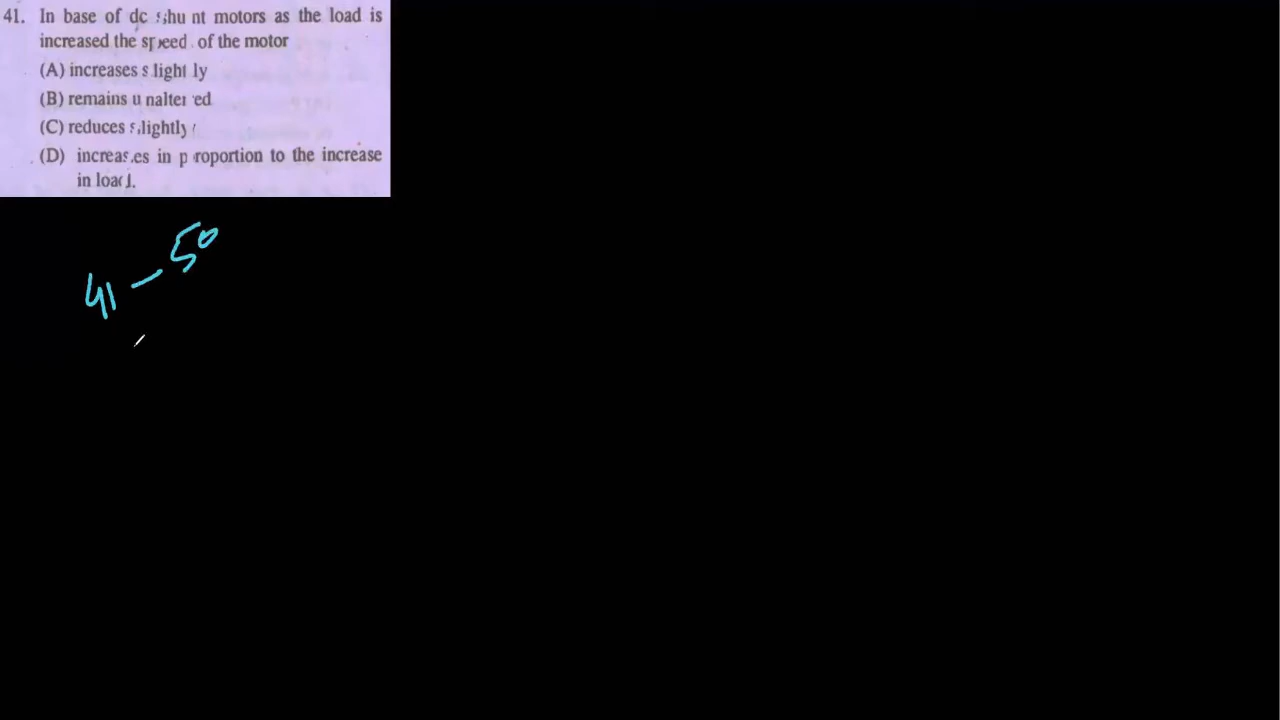 41. In base of dc shunt motors as the load is
increased the speed of the motor
(A) increases slightly
(B) remains unaltered
(C) reduces slightly
(D) increases in proportion to the increase
in load.
41 - 50